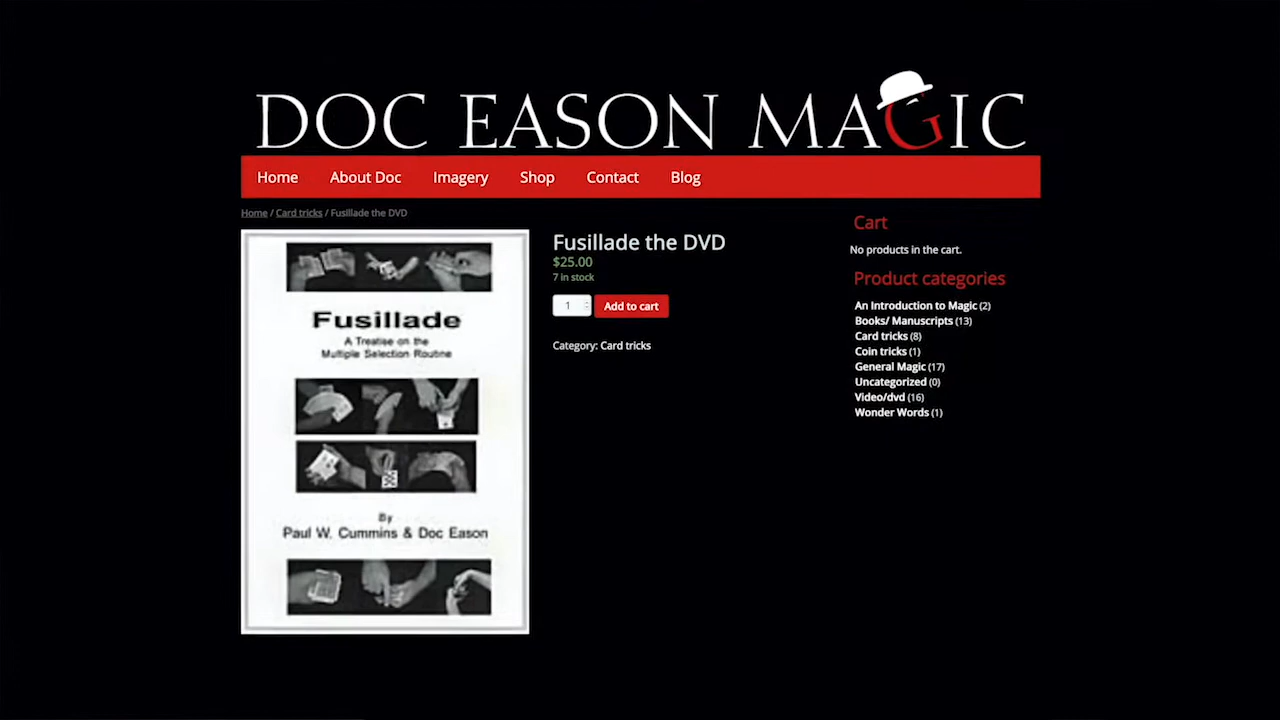 DOC EASON MAGIC
Home About Doc Imagery Shop Contact Blog
Home / Card tricks / Fusillade the DVD
Fusillade
A Treatise on the
Multiple Selection Routine
By
Paul W. Cummins & Doc Eason
Fusillade the DVD
$25.00
7 in stock
1 Add to cart
Category: Card tricks
Cart
No products in the cart.
Product categories
An Introduction to Magic (2)
Books/ Manuscripts (13)
Card tricks (8)
Coin tricks (1)
General Magic (17)
Uncategorized (0)
Video/dvd (16)
Wonder Words (1)